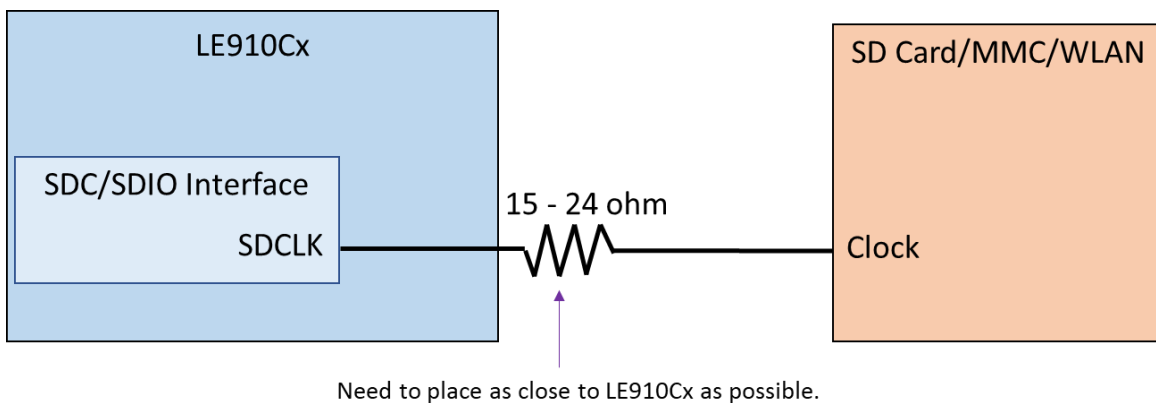 LE910Cx
SD Card/MMC/WLAN
SDC/SDIO Interface
15 - 24 ohm
SDCLK
Clock
Need to place as close to LE910Cx as possible.